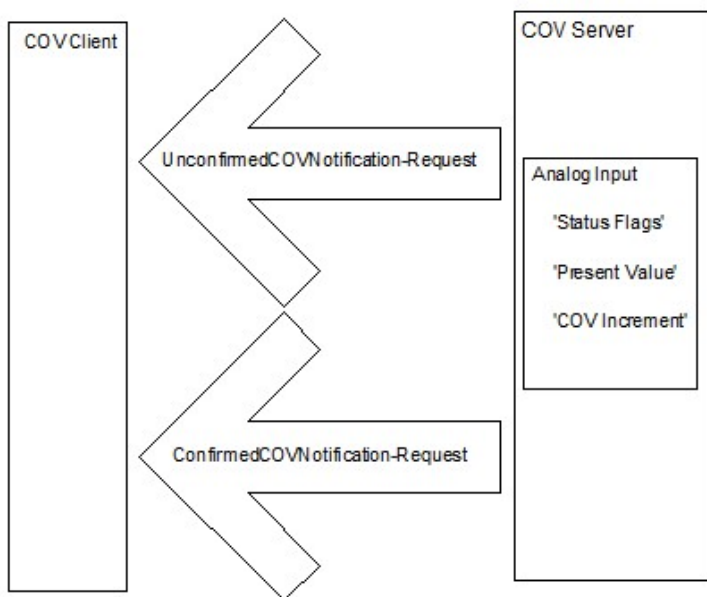 COV Client
COV Server
UnconfirmedCOVNotification-Request
Analog Input
'Status Flags'
'Present Value'
'COV Increment'
ConfirmedCOVNotification-Request